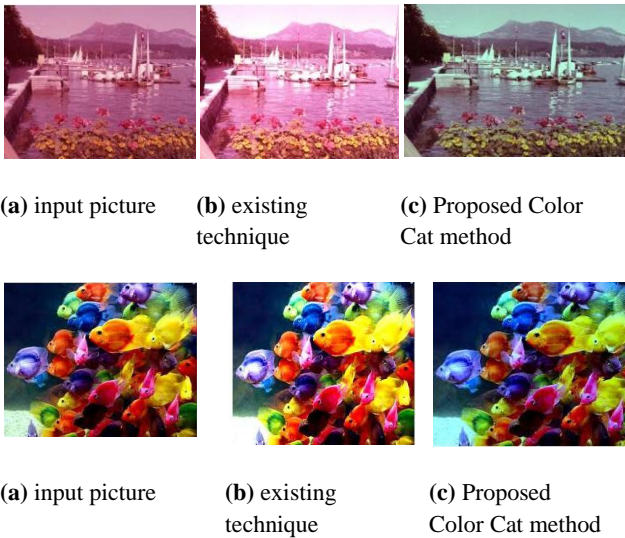 (a) input picture
(b) existing
technique
(c) Proposed Color
Cat method
(a) input picture
(b) existing
technique
(c) Proposed
Color Cat method